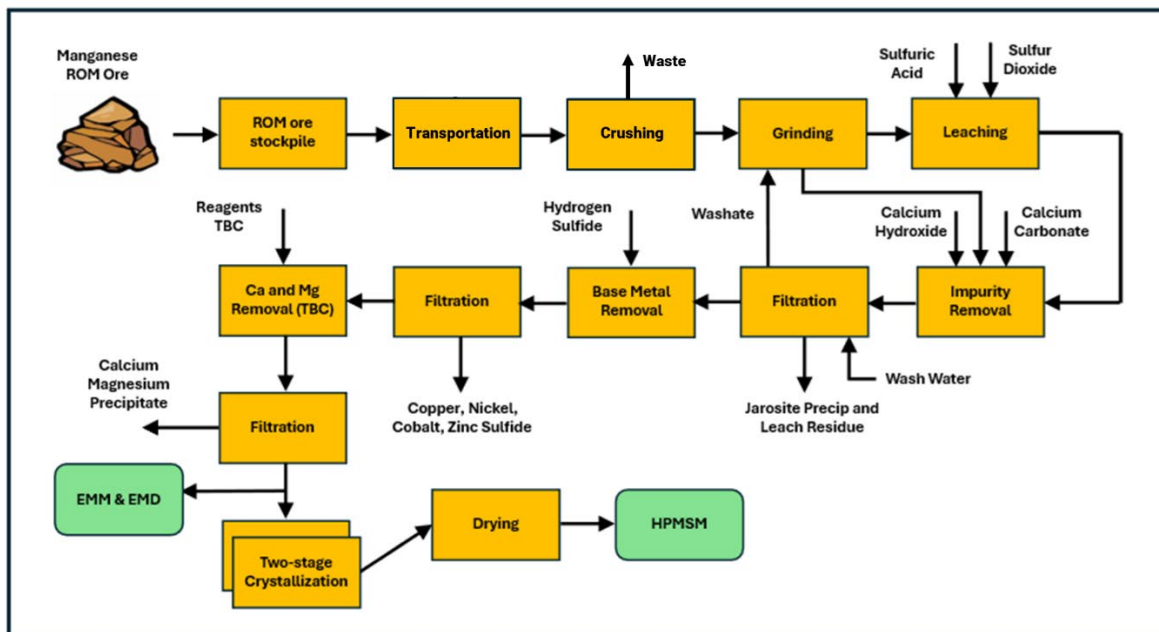 Manganese
ROM Ore
ROM ore
stockpile
Transportation
Waste
Crushing
Grinding
Sulfuric
Acid
Sulfur
Dioxide
Leaching
Reagents
TBC
Hydrogen
Sulfide
Washate
Calcium
Hydroxide
Calcium
Carbonate
Ca and Mg
Removal (TBC)
Filtration
Base Metal
Removal
Filtration
Impurity
Removal
Calcium
Magnesium
Precipitate
Filtration
Copper, Nickel,
Cobalt, Zinc Sulfide
Jarosite Precip and
Leach Residue
Wash Water
EMM & EMD
Two-stage
Crystallization
Drying
HPMSM